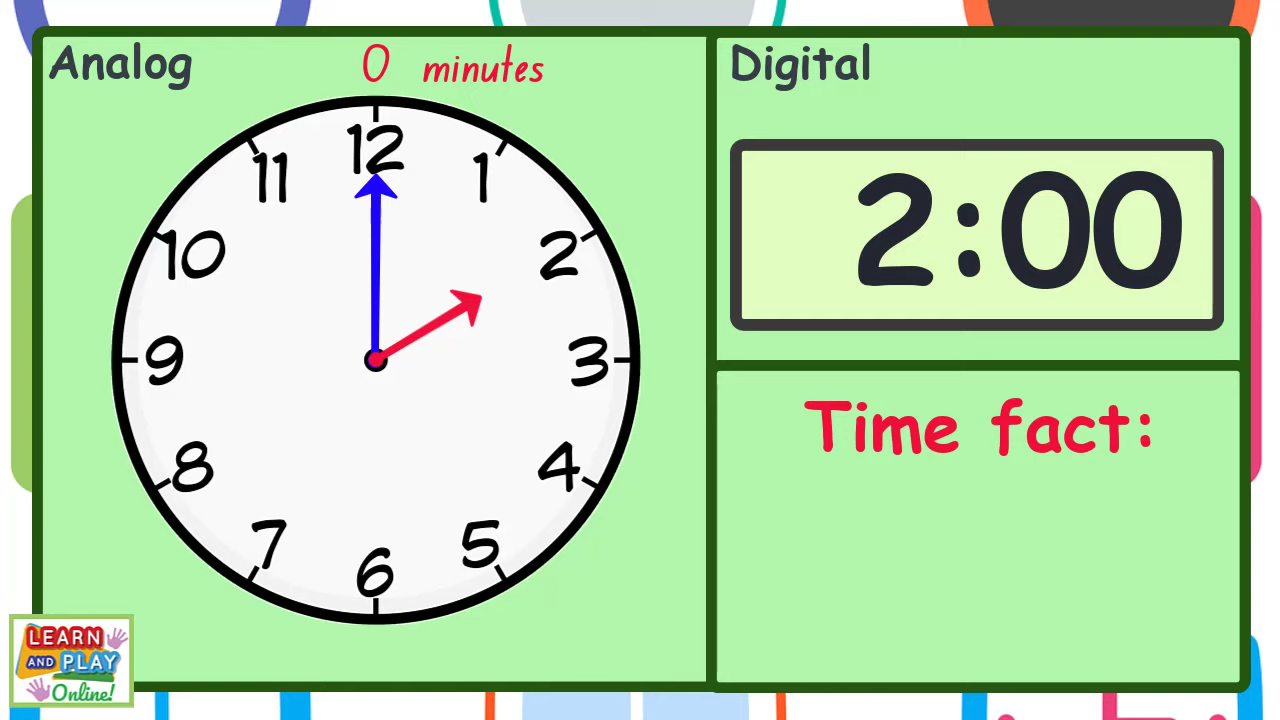 Analog
0 minutes
12
11
1
10
2
9
3
8
4
7
5
6
Digital
2:00
Time fact:
LEARN
AND PLAY
Online!